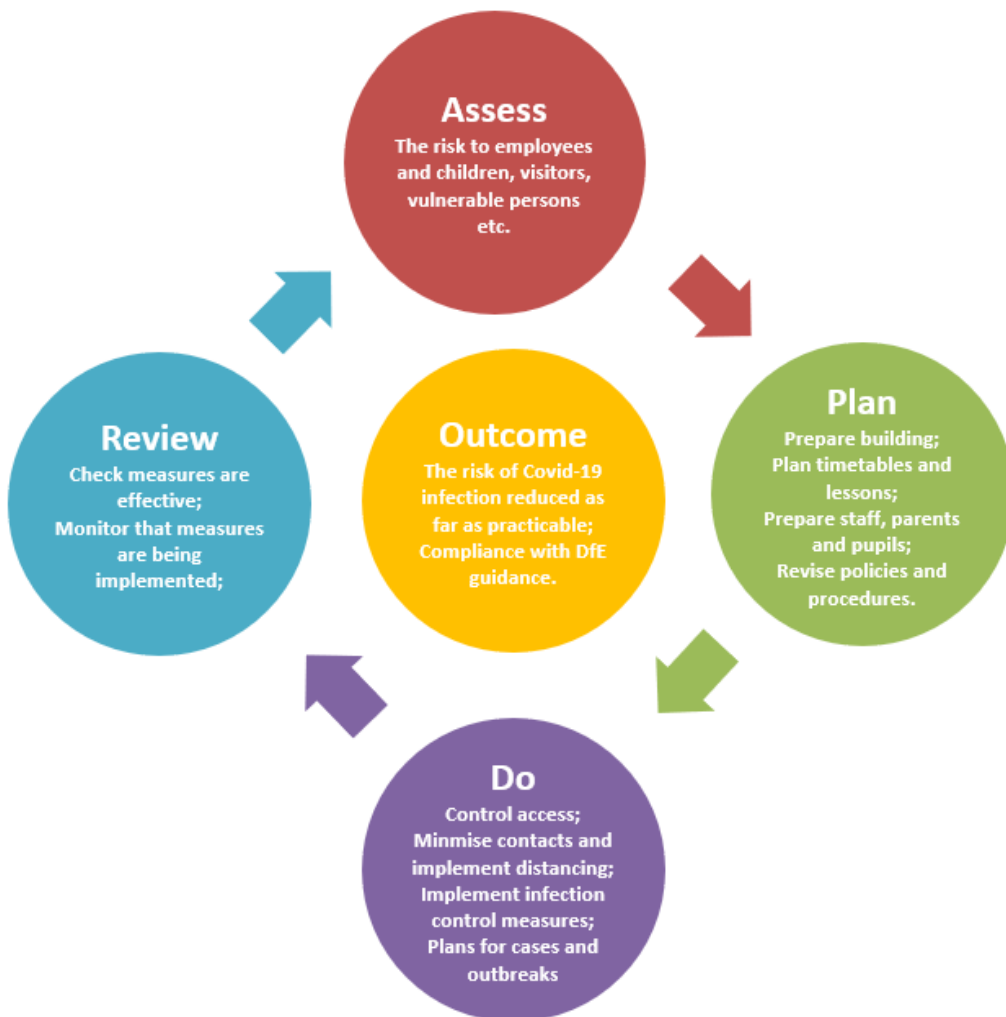 Assess
The risk to employees
and children, visitors,
vulnerable persons
etc.
Plan
Prepare building;
Plan timetables and
lessons;
Prepare staff, parents
and pupils;
Revise policies and
procedures.
Do
Control access;
Minmise contacts and
implement distancing;
Implement infection
control measures;
Plans for cases and
outbreaks
Review
Check measures are
effective;
Monitor that measures
are being
implemented;
Outcome
The risk of Covid-19
infection reduced as
far as practicable;
Compliance with DfE
guidance.